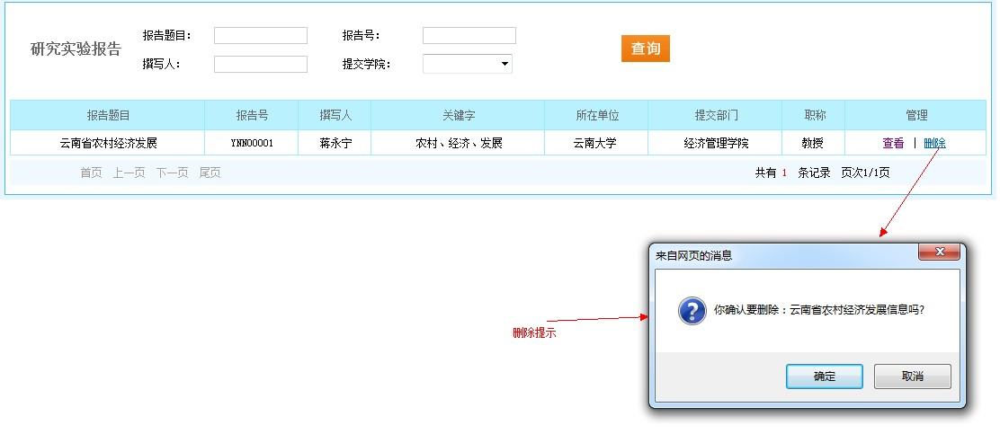 研究实验报告
报告题目： 报告号：
撰写人： 提交学院：
查询
报告题目 报告号 撰写人 关键字 所在单位 提交部门 职称 管理
云南省农村经济发展 YNN00001 蒋永宁 农村、经济、发展 云南大学 经济管理学院 教授 查看 | 删除
首页 上一页 下一页 尾页 共有 1 条记录 页次1/1页
来自网页的消息
你确认要删除：云南省农村经济发展信息吗?
删除提示
确定 取消